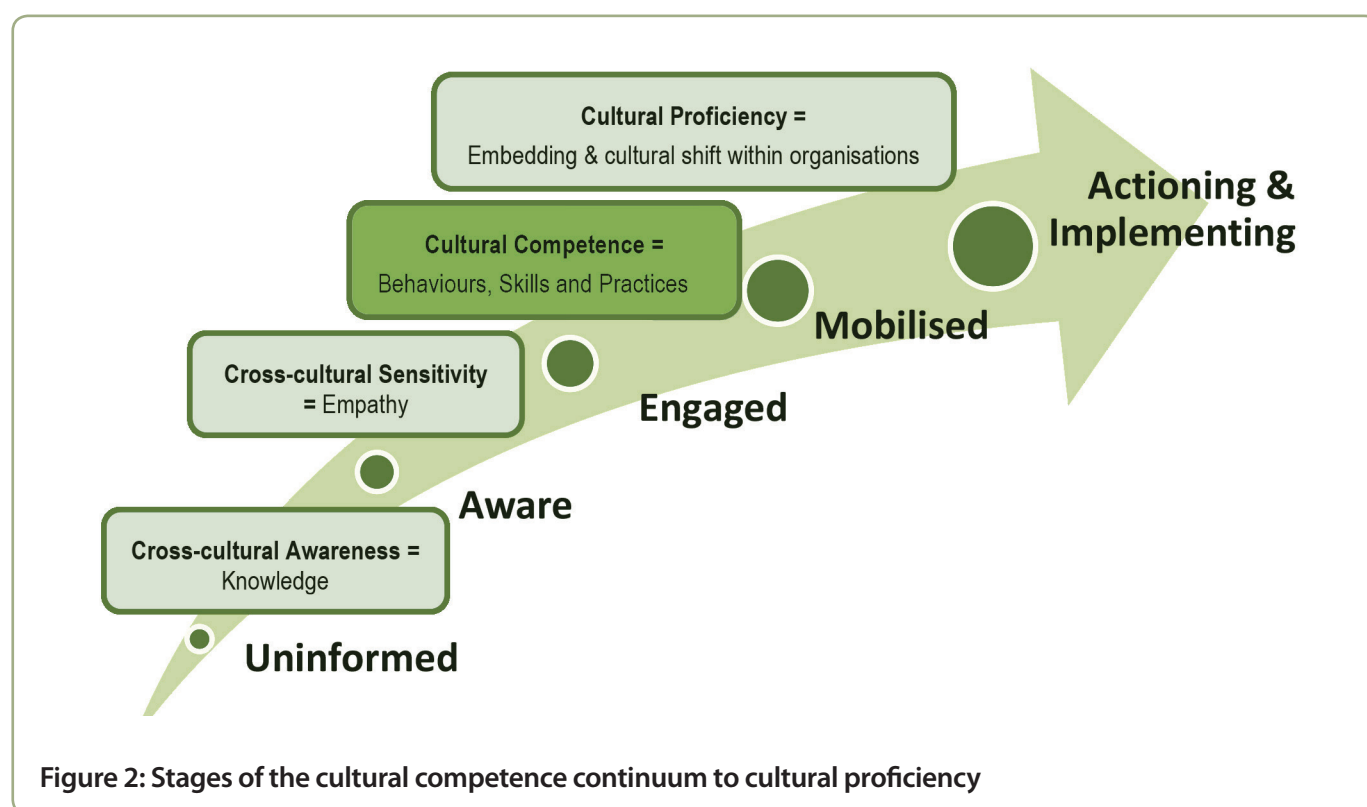 Cultural Proficiency =
Embedding & cultural shift within organisations
Actioning &
Implementing
Cultural Competence =
Behaviours, Skills and Practices
Mobilised
Cross-cultural Sensitivity
= Empathy
Engaged
Aware
Cross-cultural Awareness =
Knowledge
Uninformed
Figure 2: Stages of the cultural competence continuum to cultural proficiency